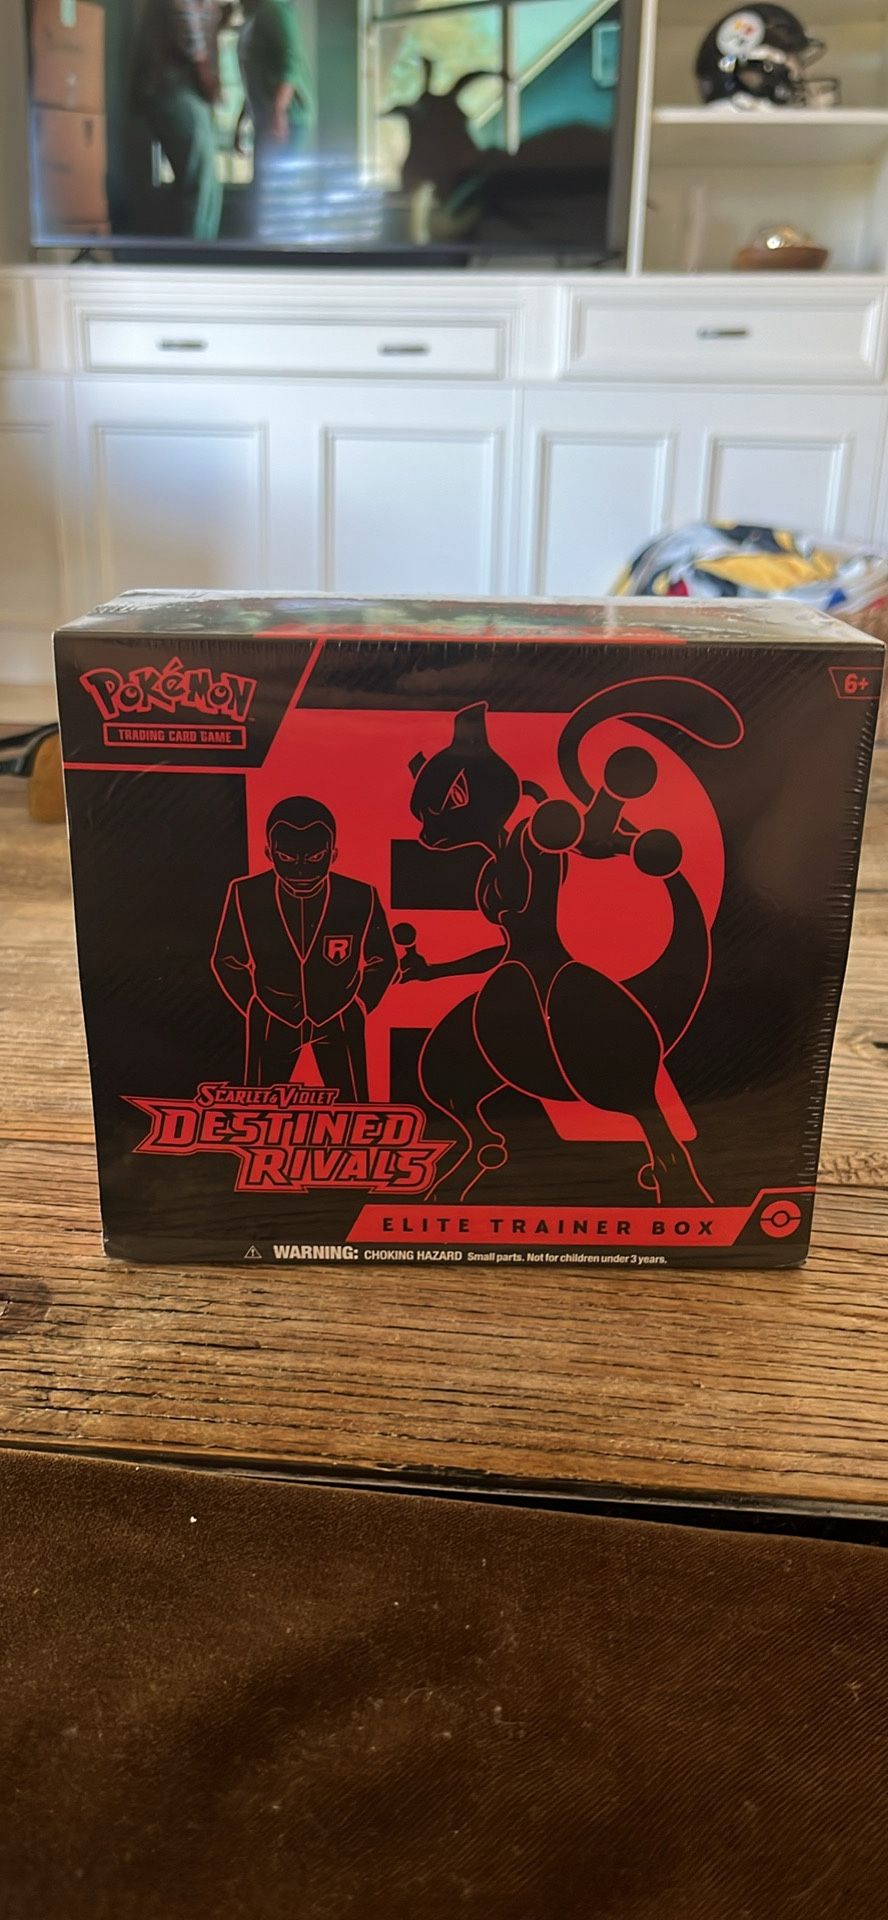 POKéMON
TRADING CARD GAME
6+
R
SCARLET & VIOLET
DESTINED
RIVALS
ELITE TRAINER BOX
⚠ WARNING: CHOKING HAZARD Small parts. Not for children under 3 years.